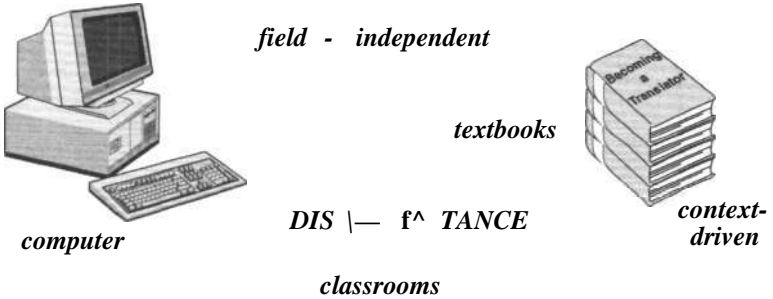 field - independent
Becoming
a
Translator
textbooks
context-
driven
DIS \— f^ TANCE
computer
classrooms